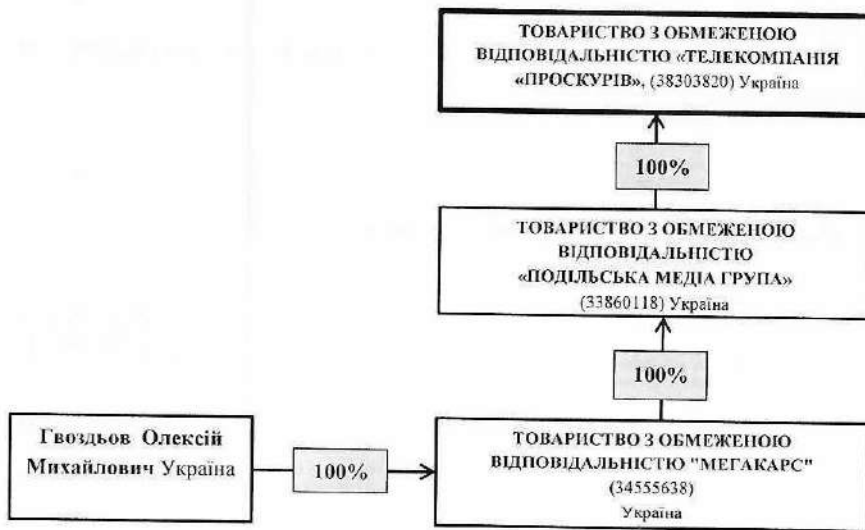 ТОВАРИСТВО З ОБМЕЖЕНОЮ
ВІДПОВІДАЛЬНІСТЮ «ТЕЛЕКОМПАНІЯ
«ПРОСКУРІВ», (38303820) Україна
100%
ТОВАРИСТВО З ОБМЕЖЕНОЮ
ВІДПОВІДАЛЬНІСТЮ
«ПОДІЛЬСЬКА МЕДІА ГРУПА»
(33860118) Україна
100%
Гвоздьов Олексій
Михайлович Україна
100%
ТОВАРИСТВО З ОБМЕЖЕНОЮ
ВІДПОВІДАЛЬНІСТЮ "МЕГАКАРС"
(34555638)
Україна